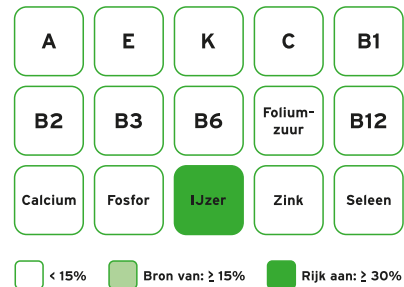 A E K C B1
B2 B3 B6 Folium-
zuur B12
Calcium Fosfor IJzer Zink Seleen
< 15% Bron van: ≥ 15% Rijk aan: ≥ 30%